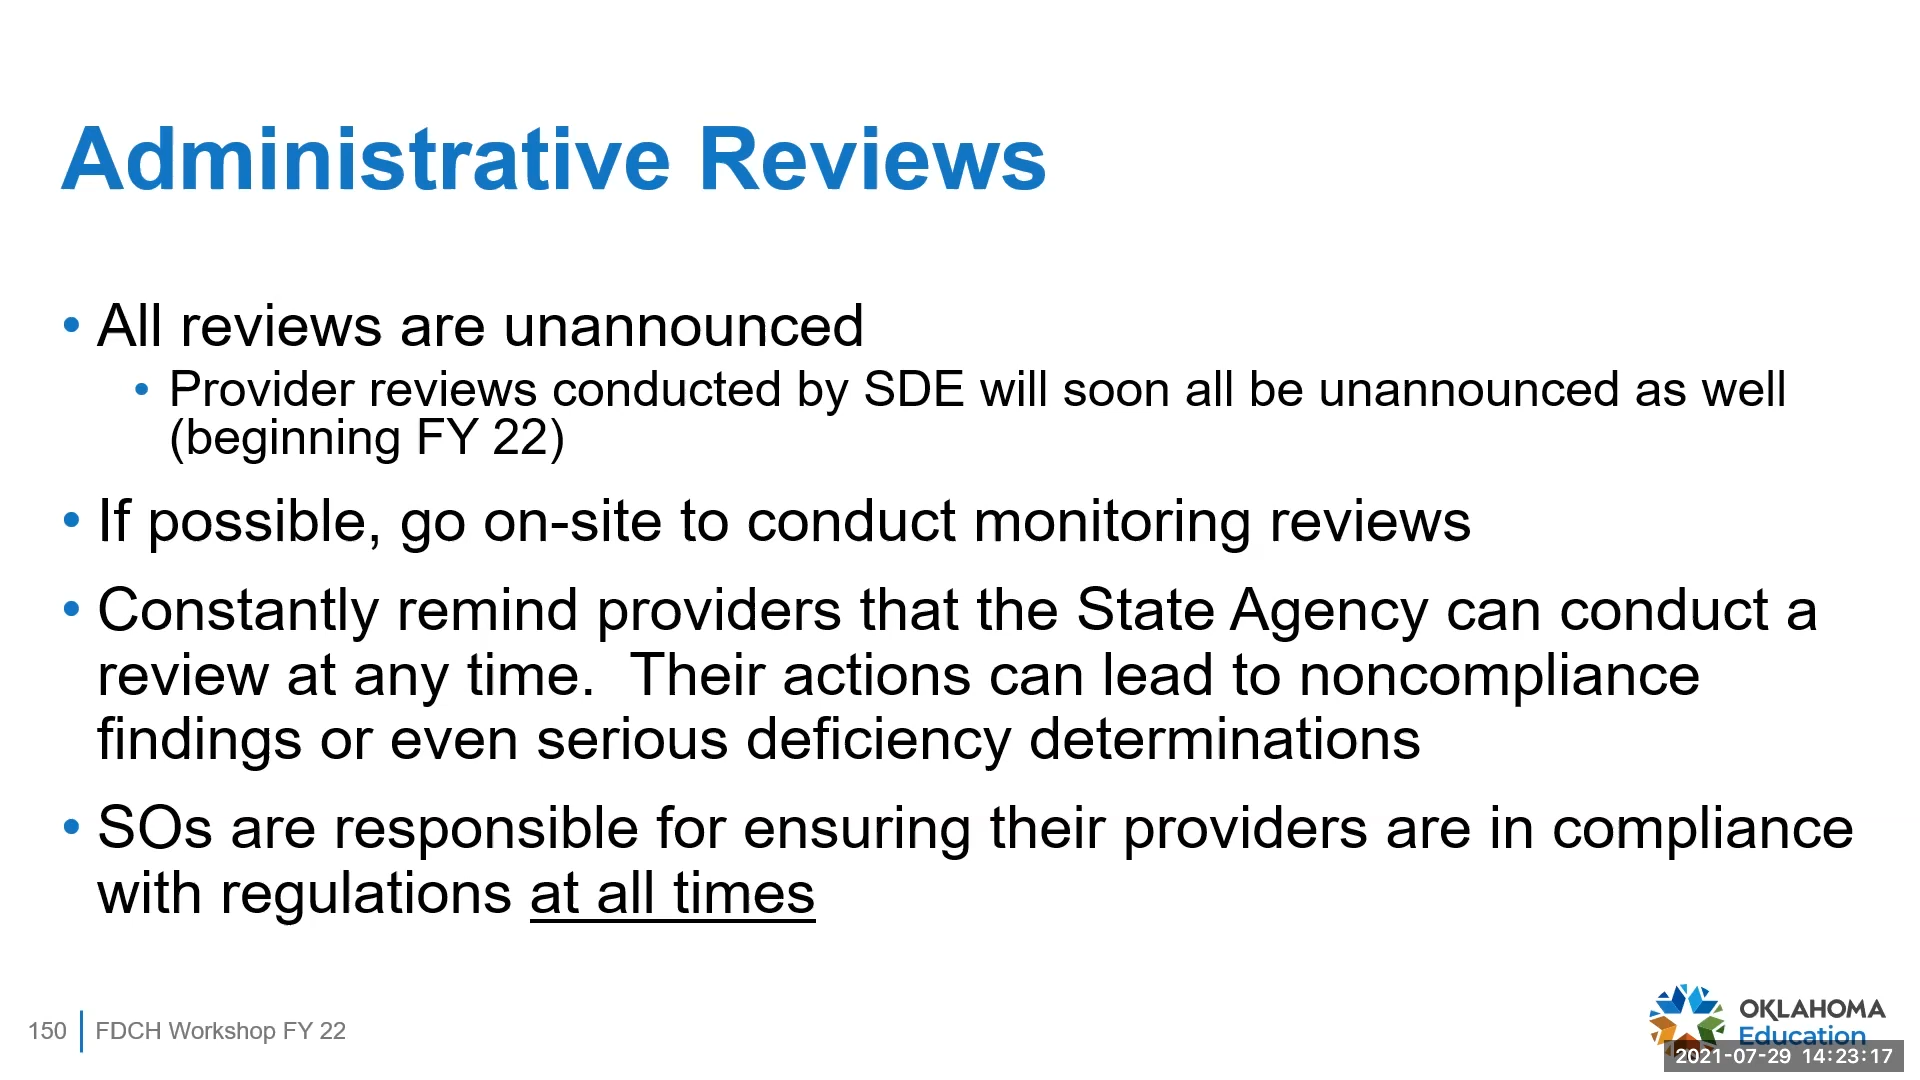 Administrative Reviews
• All reviews are unannounced
• Provider reviews conducted by SDE will soon all be unannounced as well
(beginning FY 22)
• If possible, go on-site to conduct monitoring reviews
• Constantly remind providers that the State Agency can conduct a
review at any time.  Their actions can lead to noncompliance
findings or even serious deficiency determinations
• SOs are responsible for ensuring their providers are in compliance
with regulations at all times
150
FDCH Workshop FY 22
OKLAHOMA
Education
2021-07-29 14:23:17